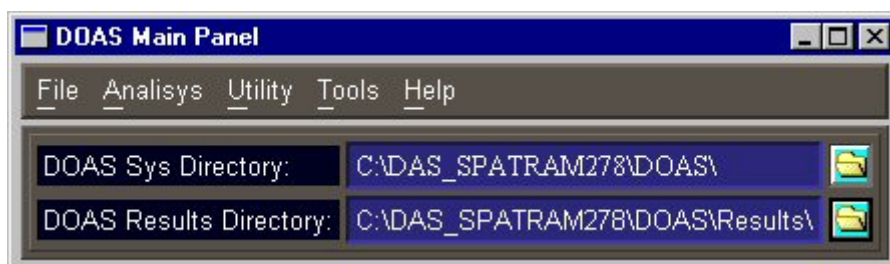 DOAS Main Panel
File Analisys Utility Tools Help
DOAS Sys Directory: C:\DAS_SPATRAM278\DOAS\
DOAS Results Directory: C:\DAS_SPATRAM278\DOAS\Results\